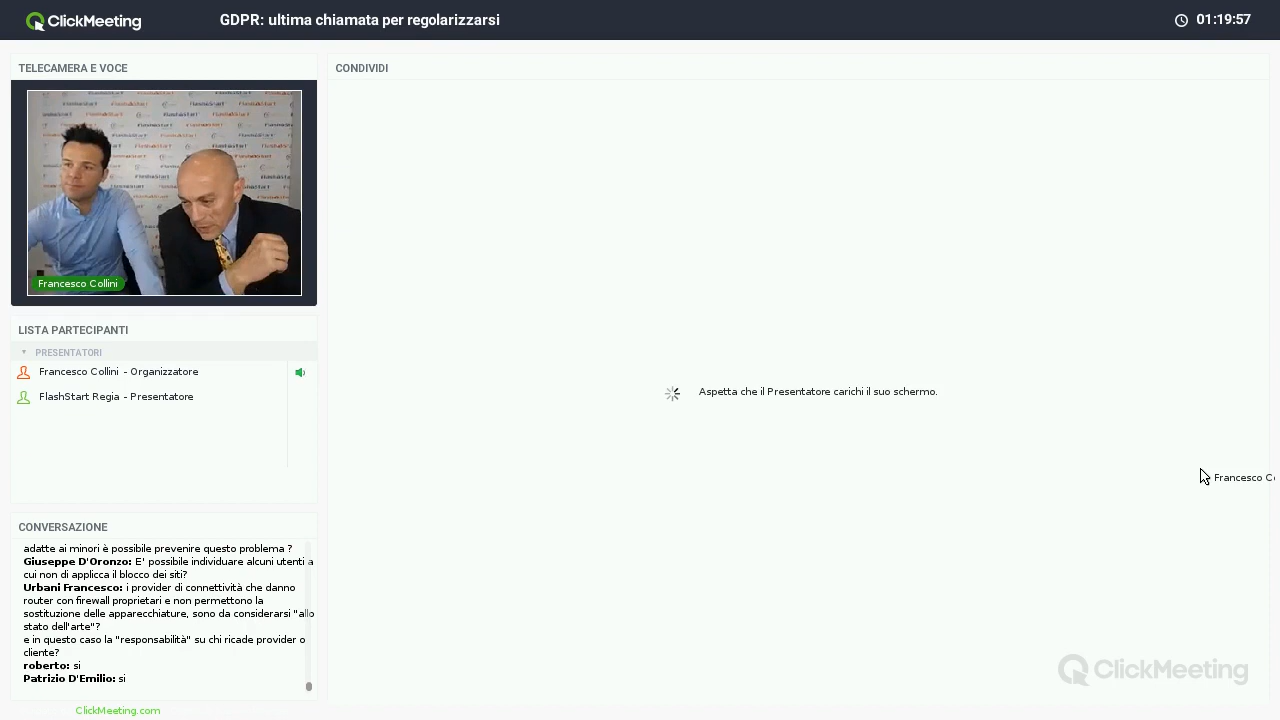 ClickMeeting
GDPR: ultima chiamata per regolarizzarsi
01:19:57
TELECAMERA E VOCE
FlashStart
Francesco Collini
LISTA PARTECIPANTI
PRESENTATORI
Francesco Collini - Organizzatore
FlashStart Regia - Presentatore
CONVERSAZIONE
adatte ai minori è possibile prevenire questo problema ?
Giuseppe D'Oronzo: E' possibile individuare alcuni utenti a
cui non di applicca il blocco dei siti?
Urbani Francesco: i provider di connettività che danno
router con firewall proprietari e non permettono la
sostituzione delle apparecchiature, sono da considerarsi "allo
stato dell'arte"?
e in questo caso la "responsabilità" su chi ricade provider o
cliente?
roberto: si
Patrizio D'Emilio: si
ClickMeeting.com
CONDIVIDI
Aspetta che il Presentatore carichi il suo schermo.
Francesco Co
ClickMeeting